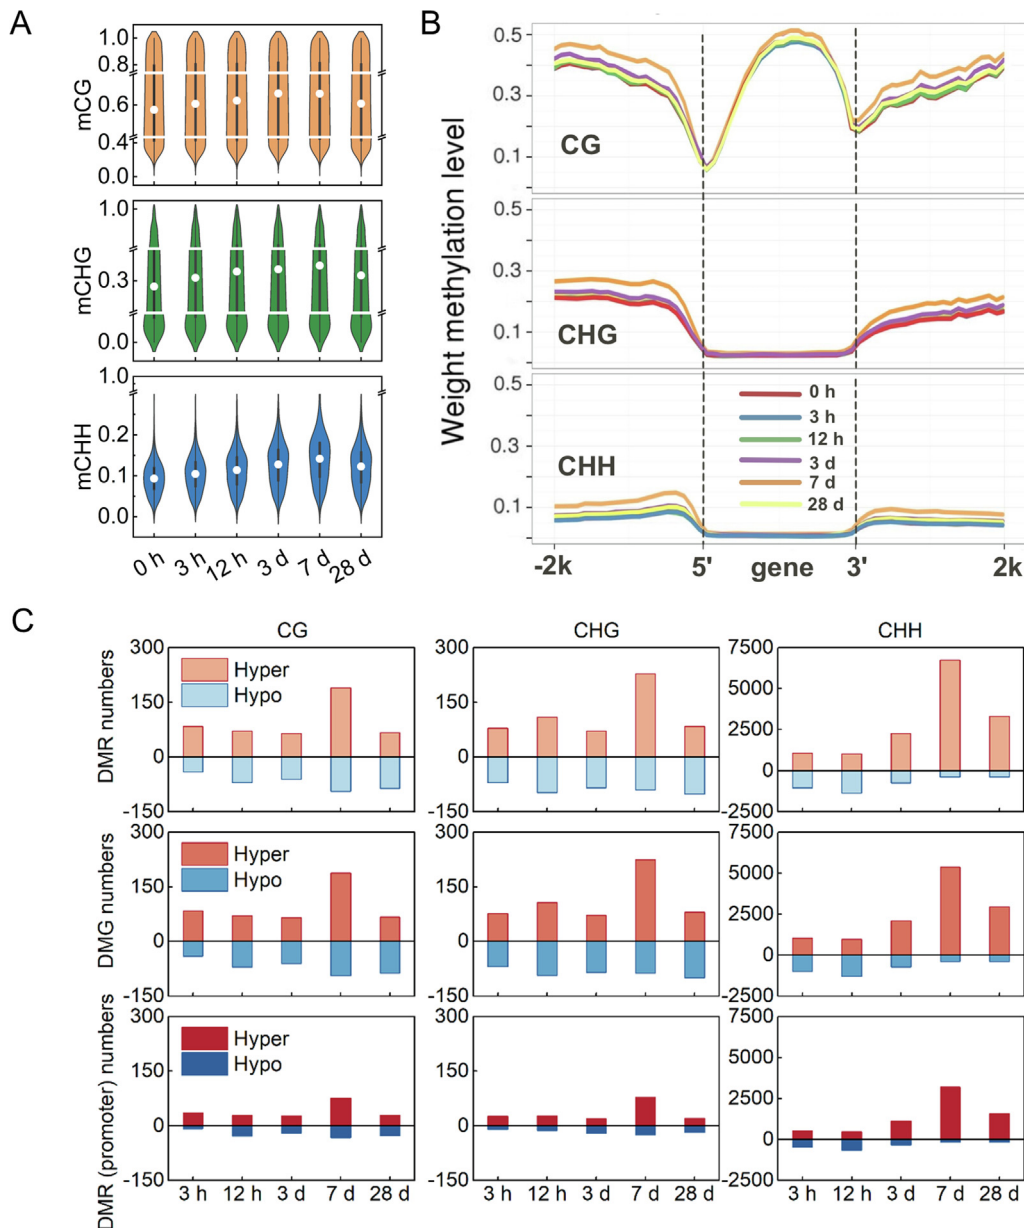 A
mCG
1.0
0.8
0.6
0.4
0.0
mCHG
1.0
0.3
0.0
mCHH
1.0
0.2
0.1
0.0
0 h
3 h
12 h
3 d
7 d
28 d
B
Weight methylation level
0.5
0.3
0.1
CG
0.5
0.3
0.1
CHG
0.5
0.3
0.1
CHH
0 h
3 h
12 h
3 d
7 d
28 d
-2k
5'
gene
3'
2k
C
CG
CHG
CHH
DMR numbers
300
150
0
-150
Hyper
Hypo
300
150
0
-150
7500
5000
2500
0
-2500
DMG numbers
300
150
0
-150
Hyper
Hypo
300
150
0
-150
7500
5000
2500
0
-2500
DMR (promoter) numbers
300
150
0
-150
Hyper
Hypo
300
150
0
-150
7500
5000
2500
0
-2500
3 h 12 h 3 d 7 d 28 d
3 h 12 h 3 d 7 d 28 d
3 h 12 h 3 d 7 d 28 d